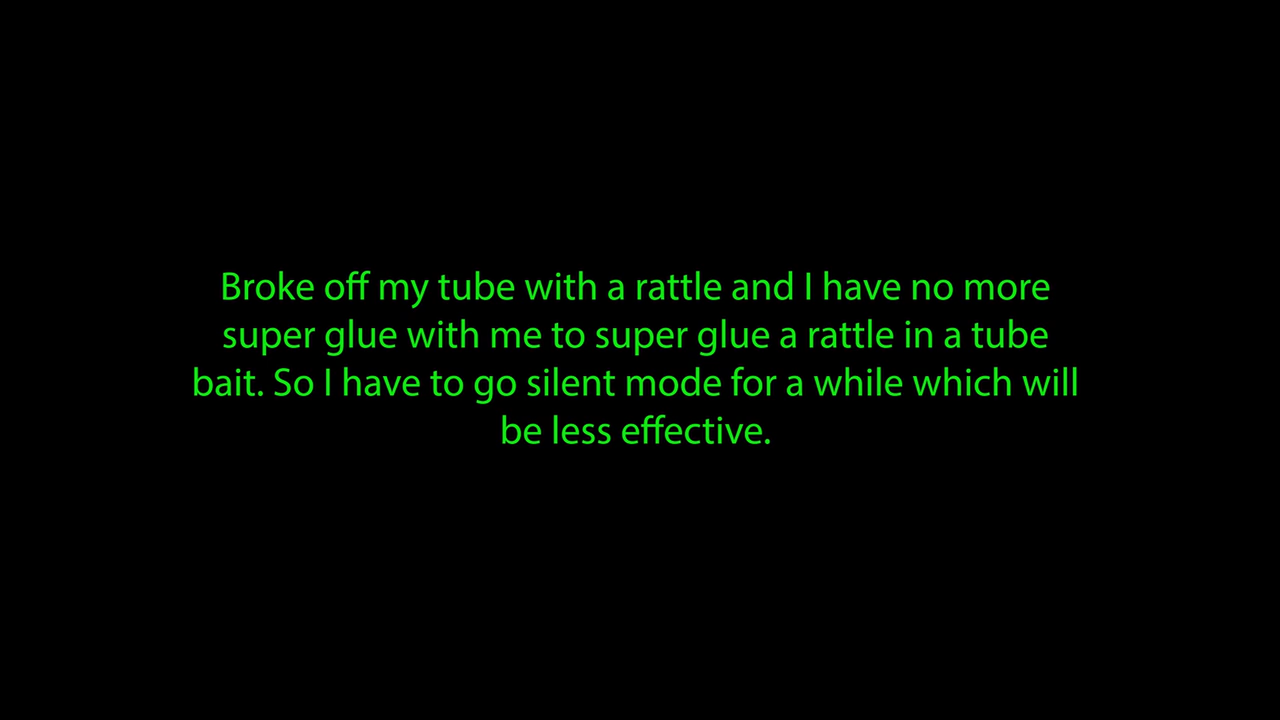 Broke off my tube with a rattle and I have no more
super glue with me to super glue a rattle in a tube
bait. So I have to go silent mode for a while which will
be less effective.